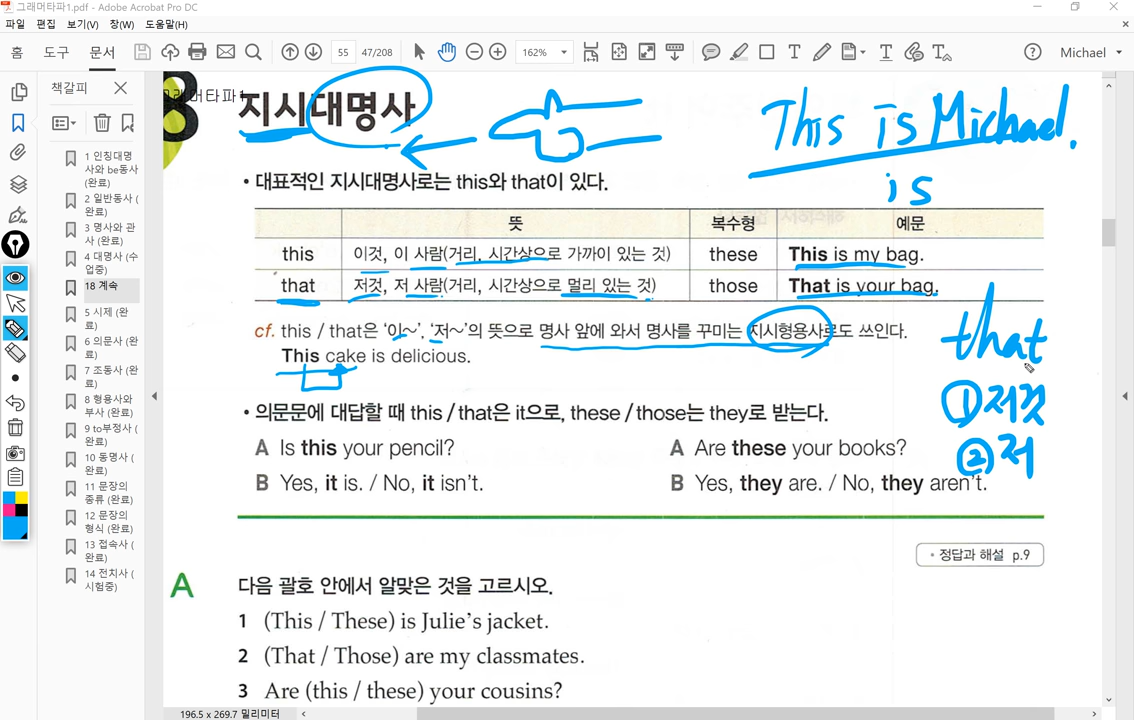 그래머타파1.pdf - Adobe Acrobat Pro DC
파일 편집 보기(V) 창(W) 도움말(H)
홈 도구 문서 55 47/208 162% Michael
책갈피
1 인칭대명
사와 be동사
(완료)
2 일반동사 (
완료)
3 명사와 관
사 (완료)
4 대명사 (수
업중)
18 계속
5 시제 (완료)
6 의문사 (완
료)
7 조동사 (완
료)
8 형용사와
부사 (완료)
9 to부정사 (
완료)
10 동명사 (
완료)
11 문장의
종류 (완료)
12 문장의
형식 (완료)
13 접속사 (
완료)
14 전치사 (
시험중)
8
그래머타파1
지시대명사
This is Michael.
is
• 대표적인 지시대명사로는 this와 that이 있다.
뜻 복수형 예문
this 이것, 이 사람(거리, 시간상으로 가까이 있는 것) these This is my bag.
that 저것, 저 사람(거리, 시간상으로 멀리 있는 것) those That is your bag.
cf. this / that은 ‘이~’, ‘저~’의 뜻으로 명사 앞에 와서 명사를 꾸미는 지시형용사로도 쓰인다.
This cake is delicious.
that
① 저것
② 저
• 의문문에 대답할 때 this / that은 it으로, these / those는 they로 받는다.
A Is this your pencil? A Are these your books?
B Yes, it is. / No, it isn't. B Yes, they are. / No, they aren't.
• 정답과 해설 p.9
A 다음 괄호 안에서 알맞은 것을 고르시오.
1 (This / These) is Julie's jacket.
2 (That / Those) are my classmates.
3 Are (this / these) your cousins?
196.5 x 269.7 밀리미터